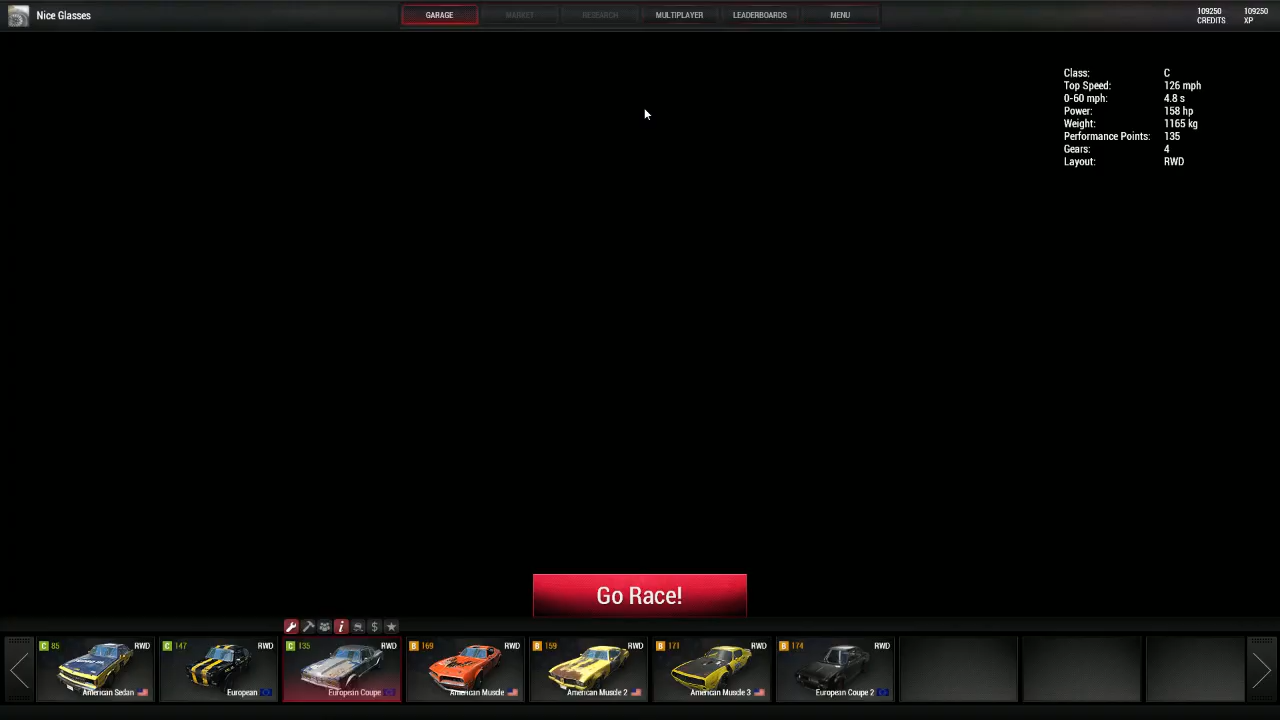 Nice Glasses
GARAGE
MARKET
RESEARCH
MULTIPLAYER
LEADERBOARDS
MENU
109250
CREDITS
109250
XP
Class: C
Top Speed: 126 mph
0-60 mph: 4.8 s
Power: 158 hp
Weight: 1165 kg
Performance Points: 135
Gears: 4
Layout: RWD
Go Race!
C 85 RWD
American Sedan
C 147 RWD
European
C 135 RWD
European Coupe
B 169 RWD
American Muscle
B 159 RWD
American Muscle 2
B 171 RWD
American Muscle 3
B 174 RWD
European Coupe 2